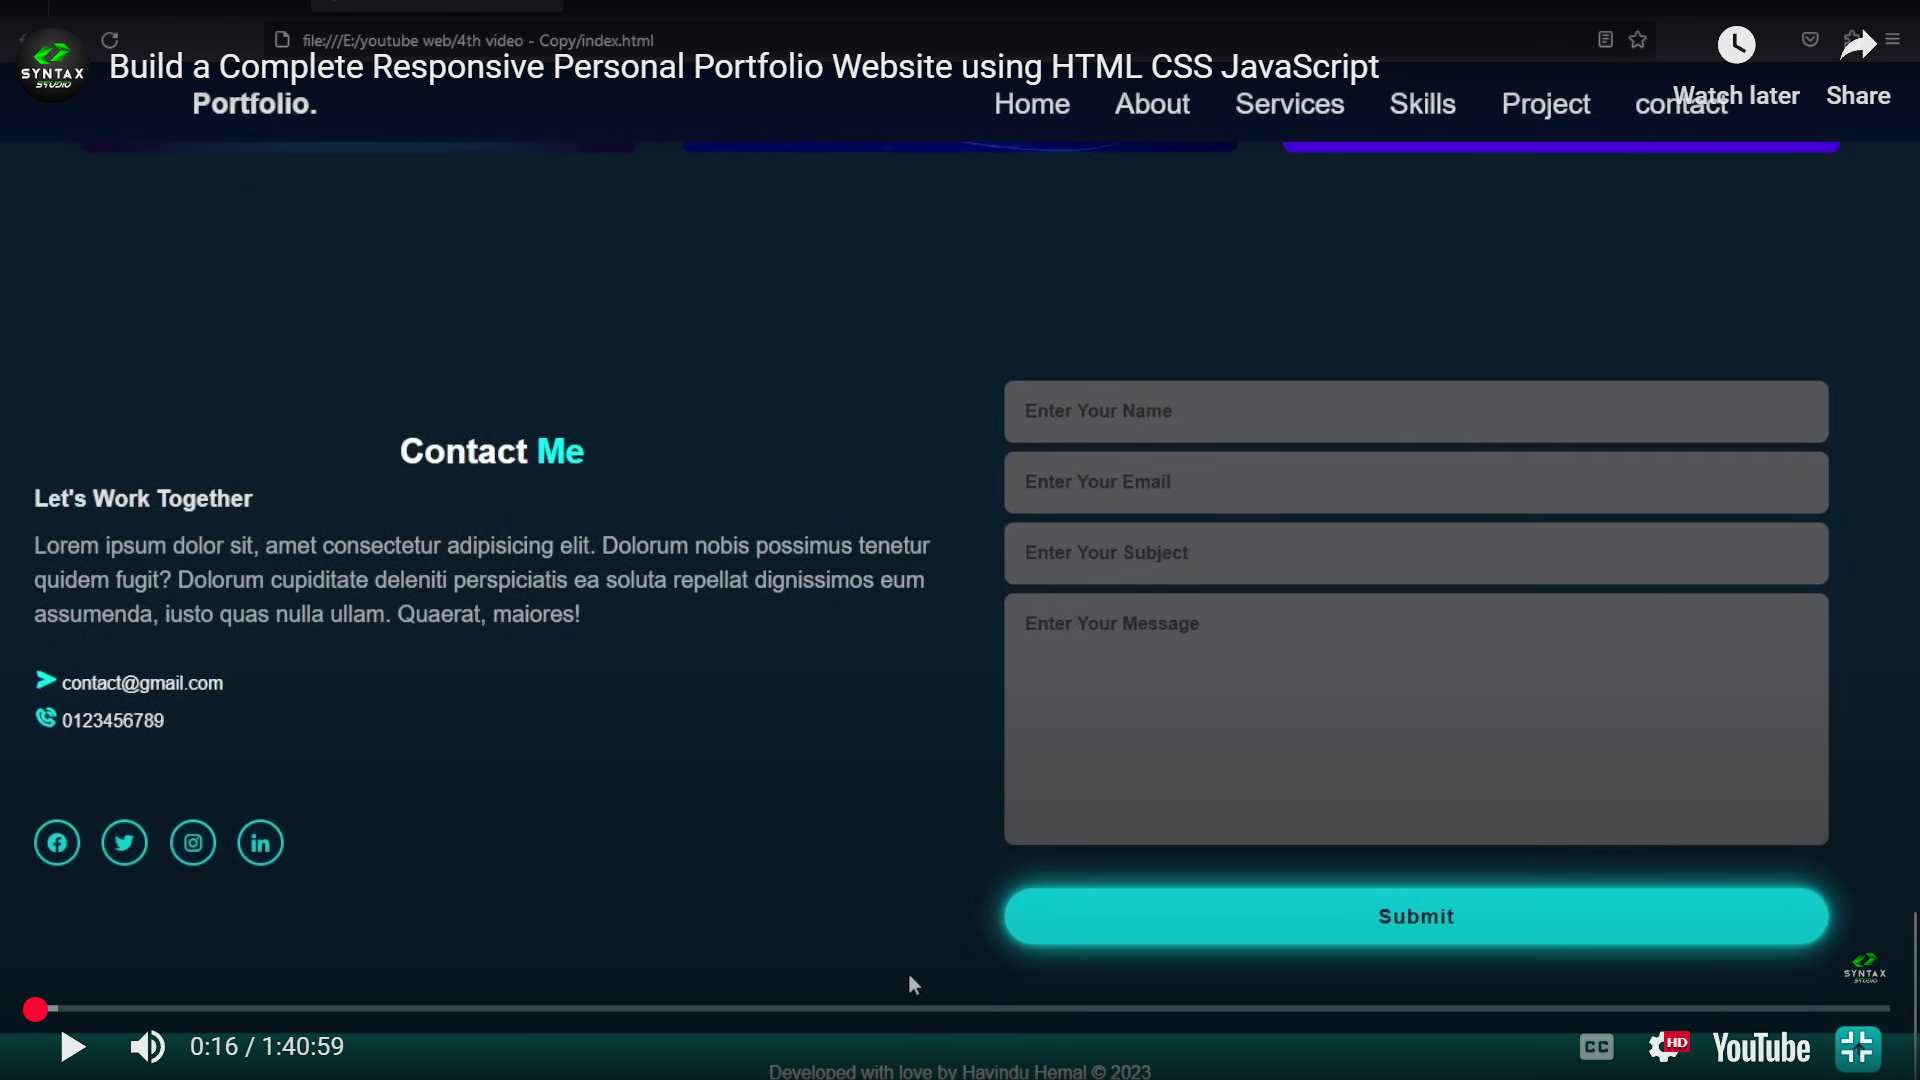 file:///E:/youtube web/4th video - Copy/index.html
SYNTAX
STUDIO
Build a Complete Responsive Personal Portfolio Website using HTML CSS JavaScript
Watch later
Share
Portfolio.
Home
About
Services
Skills
Project
contact
Contact Me
Let's Work Together
Lorem ipsum dolor sit, amet consectetur adipisicing elit. Dolorum nobis possimus tenetur
quidem fugit? Dolorum cupiditate deleniti perspiciatis ea soluta repellat dignissimos eum
assumenda, iusto quas nulla ullam. Quaerat, maiores!
contact@gmail.com
0123456789
in
Enter Your Name
Enter Your Email
Enter Your Subject
Enter Your Message
Submit
SYNTAX
STUDIO
0:16 / 1:40:59
CC
HD
YouTube
Developed with love by Havindu Hemal © 2023